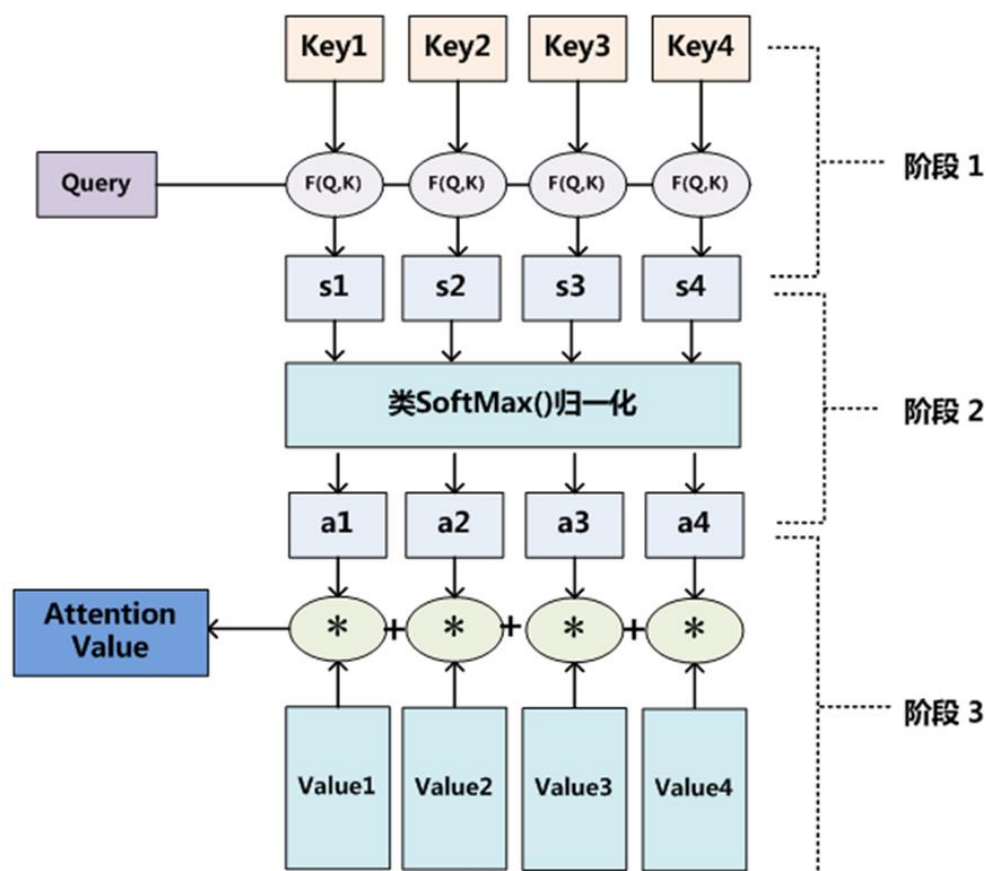 Key1 Key2 Key3 Key4
阶段 1
Query F(Q,K) F(Q,K) F(Q,K) F(Q,K)
s1 s2 s3 s4
类SoftMax()归一化
阶段 2
a1 a2 a3 a4
Attention
Value
* + * + * + *
阶段 3
Value1 Value2 Value3 Value4